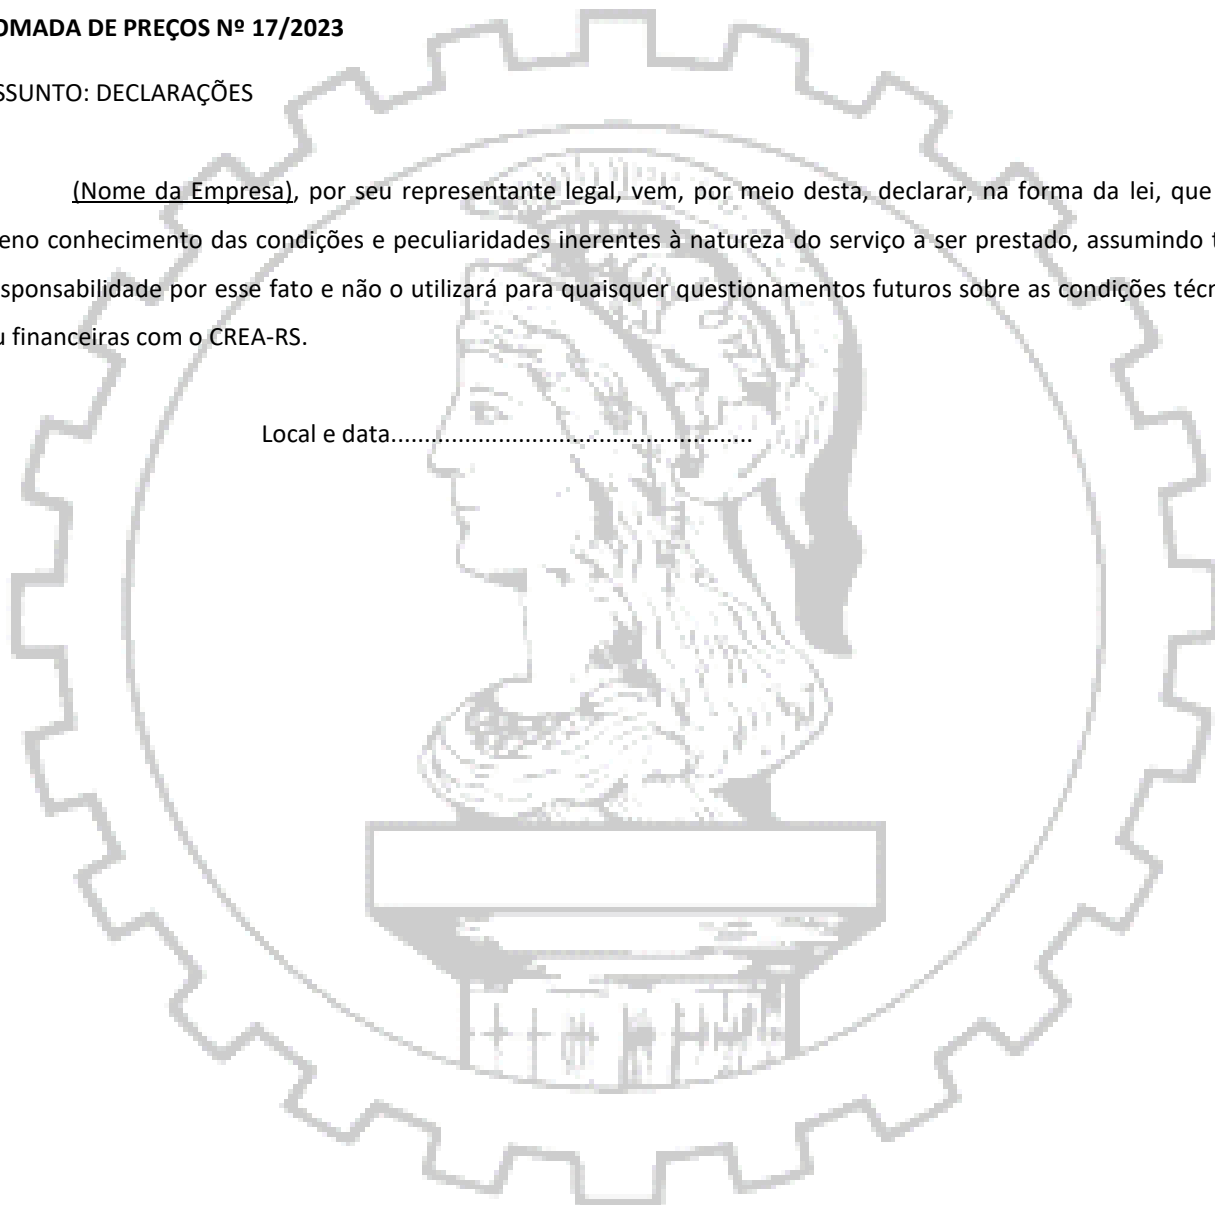 OMADA DE PREÇOS Nº 17/2023
SSUNTO: DECLARAÇÕES
(Nome da Empresa), por seu representante legal, vem, por meio desta, declarar, na forma da lei, que
eno conhecimento das condições e peculiaridades inerentes à natureza do serviço a ser prestado, assumindo t
sponsabilidade por esse fato e não o utilizará para quaisquer questionamentos futuros sobre as condições técn
u financeiras com o CREA-RS.
Local e data......................................................